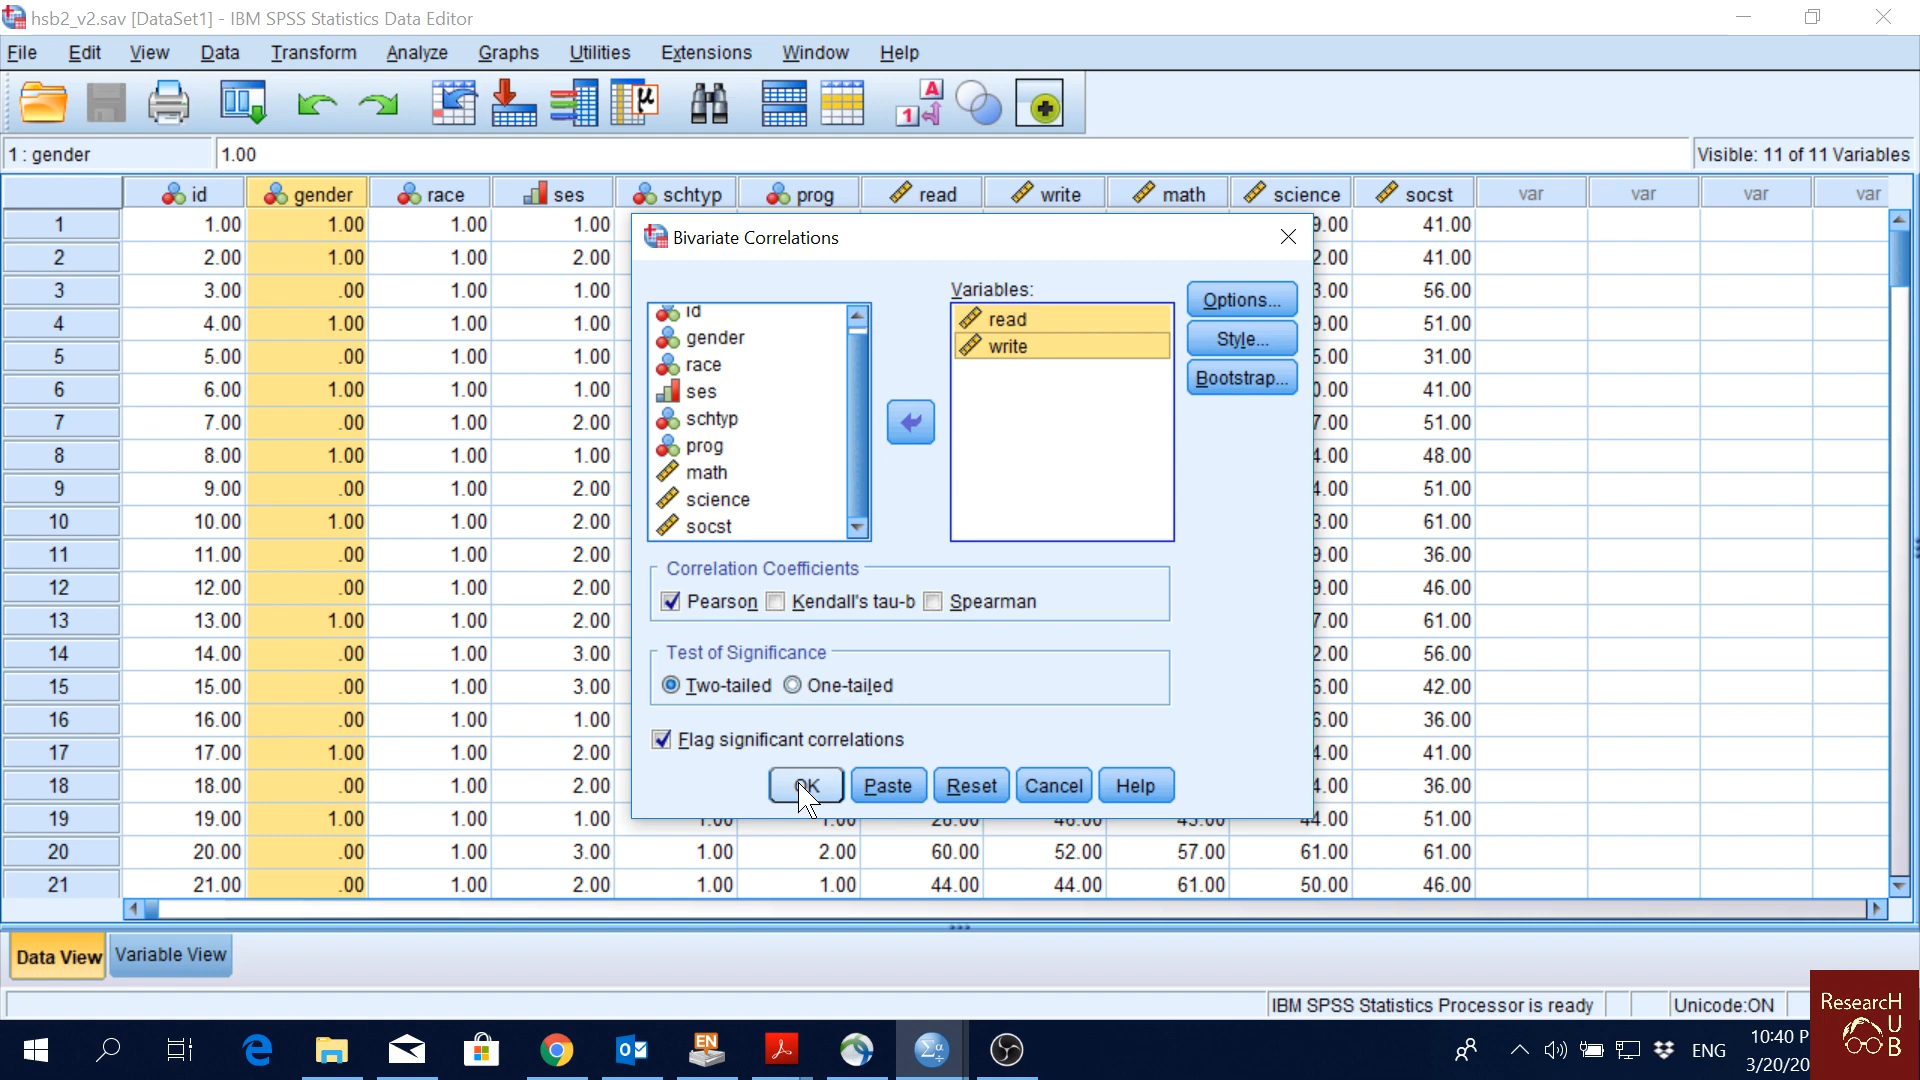 hsb2_v2.sav [DataSet1] - IBM SPSS Statistics Data Editor
File Edit View Data Transform Analyze Graphs Utilities Extensions Window Help
1 : gender 1.00 Visible: 11 of 11 Variables
id gender race ses schtyp prog read write math science socst var var var var
1 1.00 1.00 1.00 1.00 41.00
2 2.00 1.00 1.00 2.00 41.00
3 3.00 .00 1.00 1.00 56.00
4 4.00 1.00 1.00 1.00 51.00
5 5.00 .00 1.00 1.00 31.00
6 6.00 1.00 1.00 1.00 41.00
7 7.00 .00 1.00 2.00 51.00
8 8.00 1.00 1.00 1.00 48.00
9 9.00 .00 1.00 2.00 51.00
10 10.00 1.00 1.00 2.00 61.00
11 11.00 .00 1.00 2.00 36.00
12 12.00 .00 1.00 2.00 46.00
13 13.00 1.00 1.00 2.00 61.00
14 14.00 .00 1.00 3.00 56.00
15 15.00 .00 1.00 3.00 42.00
16 16.00 .00 1.00 1.00 36.00
17 17.00 1.00 1.00 2.00 41.00
18 18.00 .00 1.00 2.00 36.00
19 19.00 1.00 1.00 1.00 44.00 51.00
20 20.00 .00 1.00 3.00 1.00 2.00 60.00 52.00 57.00 61.00 61.00
21 21.00 .00 1.00 2.00 1.00 1.00 44.00 44.00 61.00 50.00 46.00
Bivariate Correlations
id
gender
race
ses
schtyp
prog
math
science
socst
Variables:
read
write
Options...
Style...
Bootstrap...
Correlation Coefficients
Pearson Kendall's tau-b Spearman
Test of Significance
Two-tailed One-tailed
Flag significant correlations
OK Paste Reset Cancel Help
Data View Variable View
IBM SPSS Statistics Processor is ready Unicode:ON
ENG
10:40 P
3/20/20
ResearcH
U
B